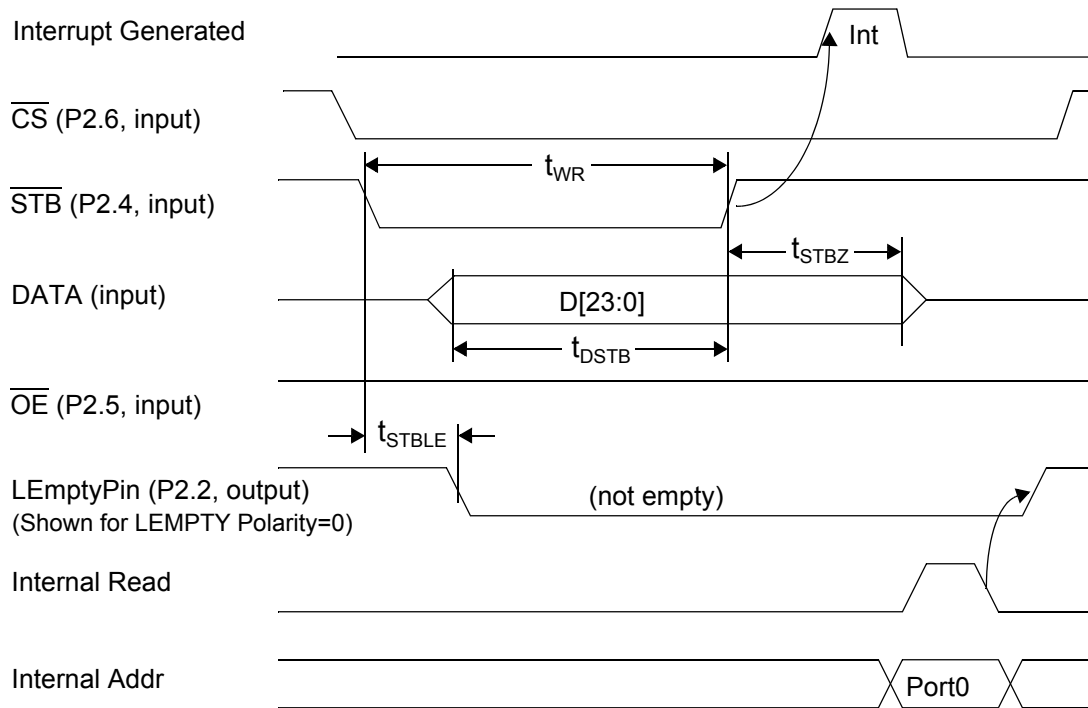 Interrupt Generated
Int
CS (P2.6, input)
tWR
STB (P2.4, input)
tSTBZ
DATA (input)
D[23:0]
tDSTB
OE (P2.5, input)
tSTBLE
LEmptyPin (P2.2, output)
(not empty)
(Shown for LEMPTY Polarity=0)
Internal Read
Internal Addr
Port0